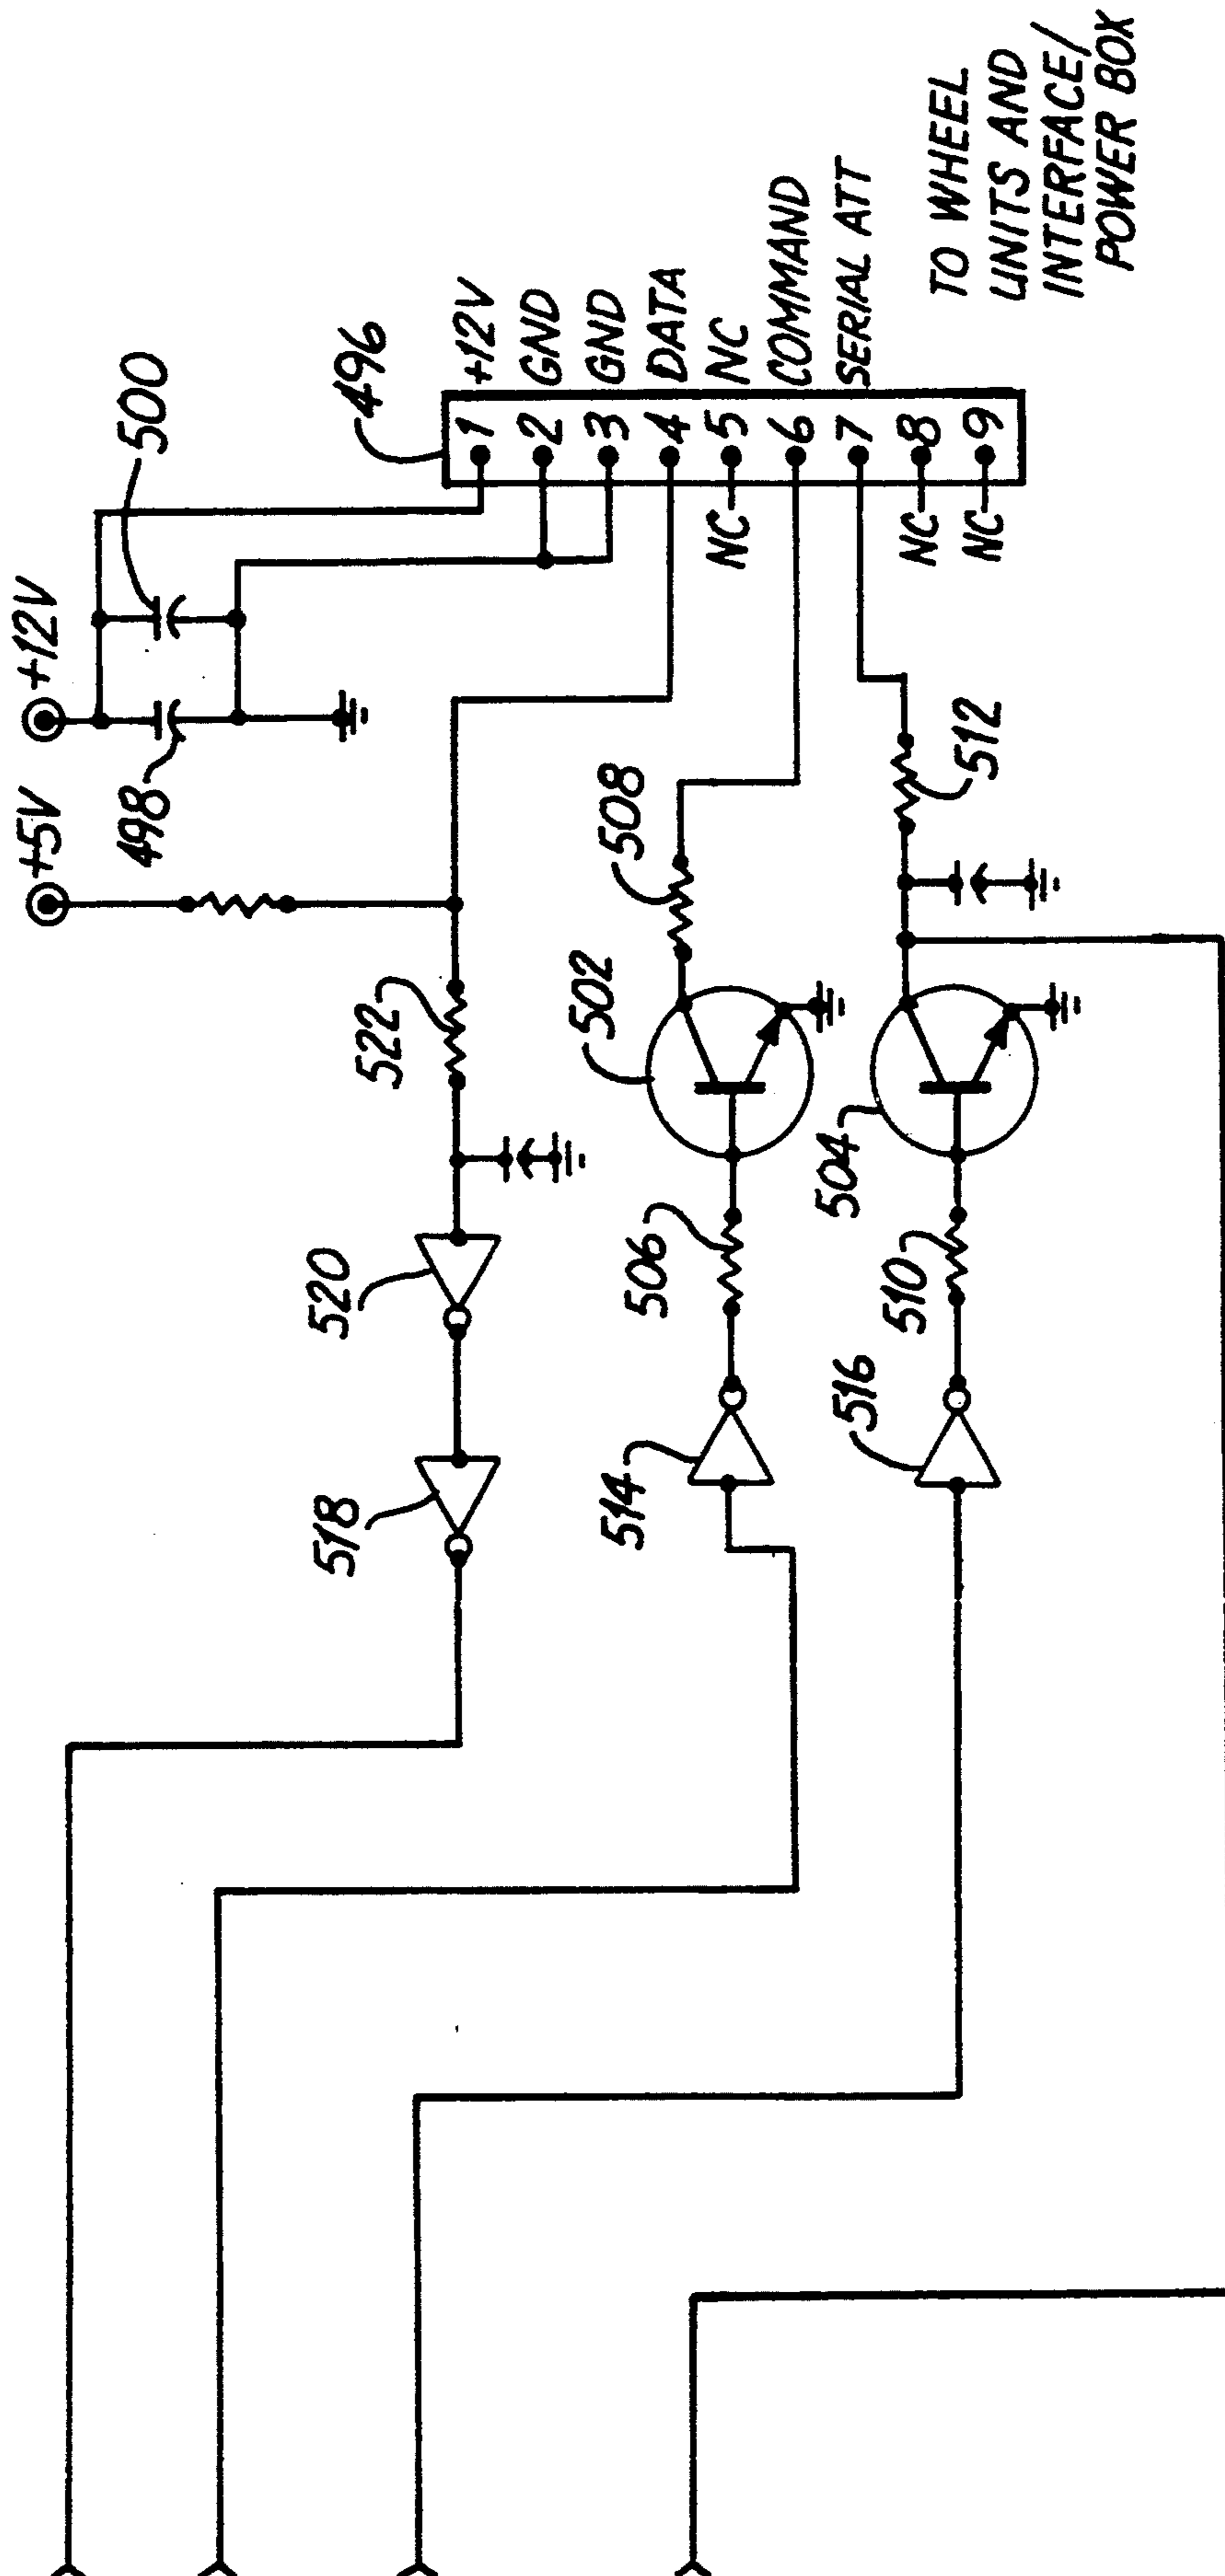 +5V
+12V
498
500
496
1 +12V
2 GND
3 GND
4 DATA
NC 5 NC
6 COMMAND
7 SERIAL ATT
NC 8
NC 9
518
520
522
514
506
502
508
516
510
504
512
TO WHEEL
UNITS AND
INTERFACE/
POWER BOX